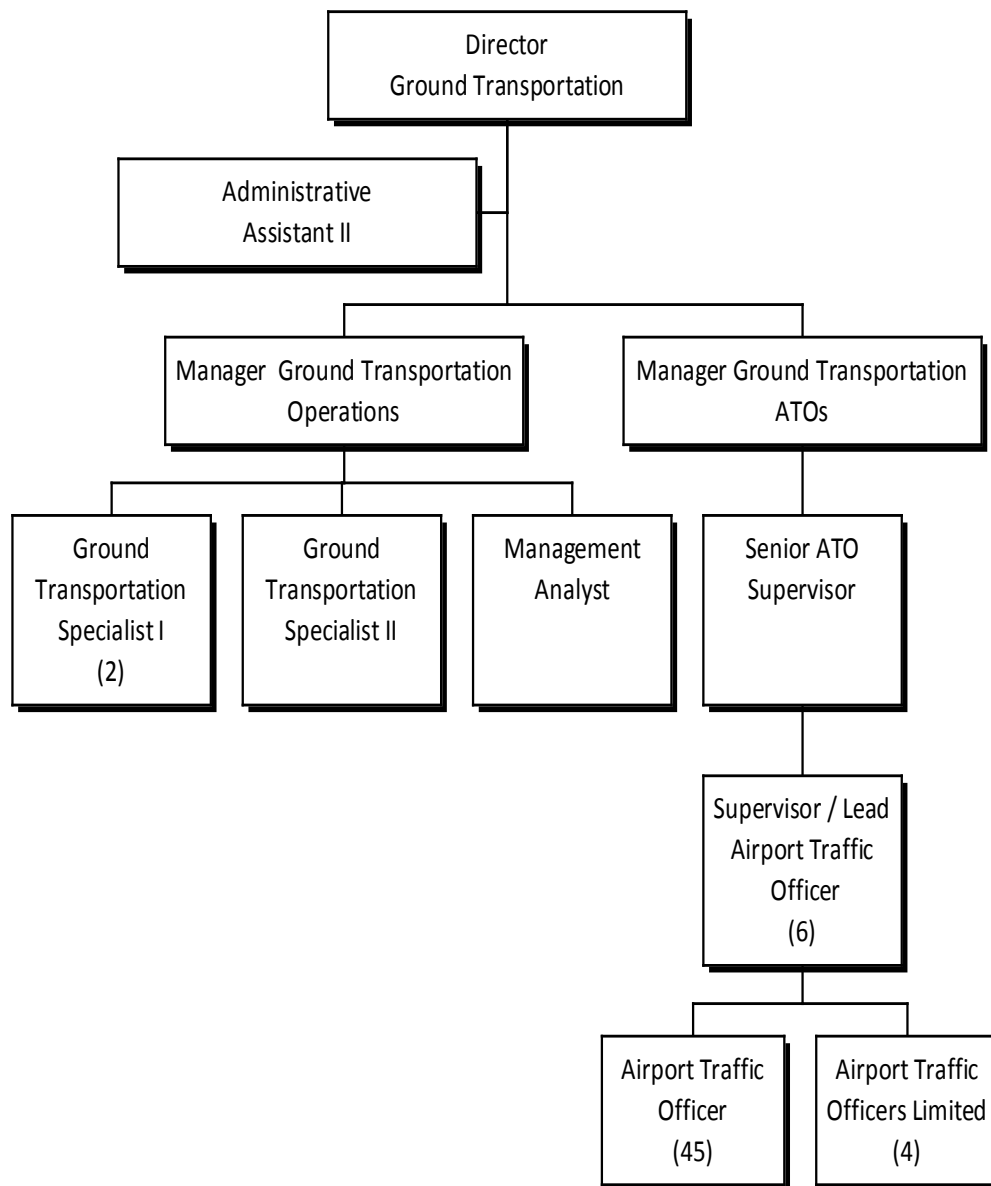 Director
Ground Transportation
Administrative
Assistant II
Manager Ground Transportation
Operations
Manager Ground Transportation
ATOs
Ground
Transportation
Specialist I
(2)
Ground
Transportation
Specialist II
Management
Analyst
Senior ATO
Supervisor
Supervisor / Lead
Airport Traffic
Officer
(6)
Airport Traffic
Officer
(45)
Airport Traffic
Officers Limited
(4)